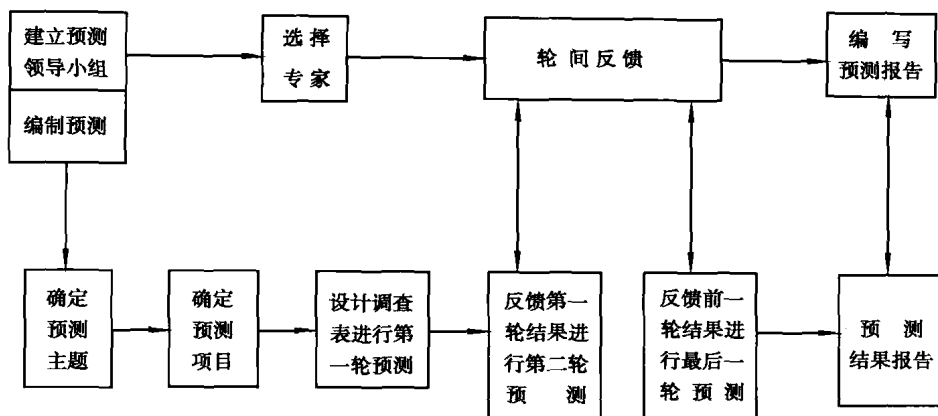 建立预测
领导小组
编制预测
选择
专家
轮间反馈
编写
预测报告
确定
预测
主题
确定
预测
项目
设计调查
表进行第
一轮预测
反馈第一
轮结果进
行第二轮
预测
反馈前一
轮结果进
行最后一
轮预测
预测
结果报告